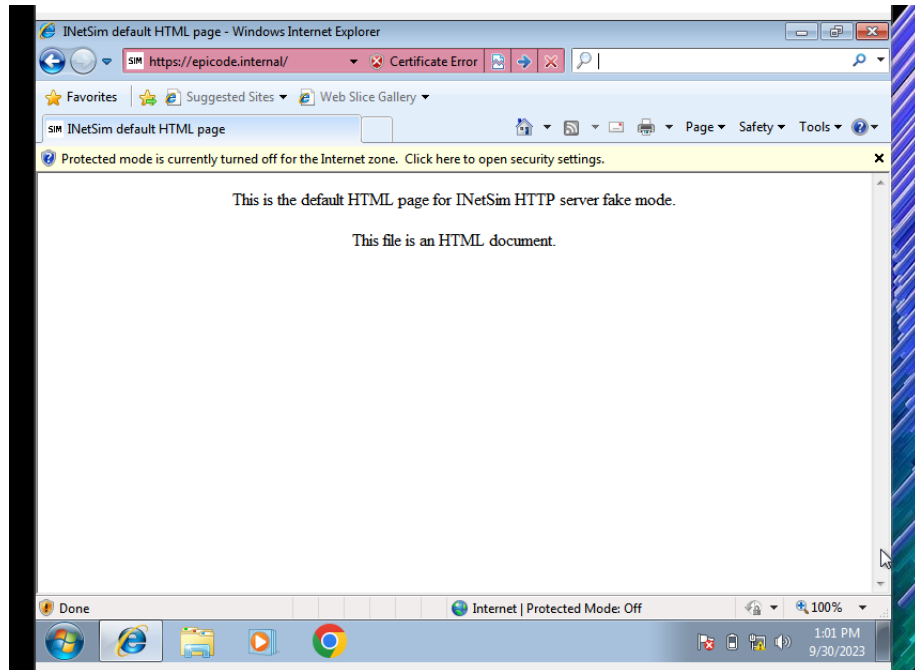 INetSim default HTML page - Windows Internet Explorer
SIM https://epicode.internal/ Certificate Error
Favorites Suggested Sites Web Slice Gallery
SIM INetSim default HTML page Page Safety Tools
Protected mode is currently turned off for the Internet zone. Click here to open security settings.
This is the default HTML page for INetSim HTTP server fake mode.
This file is an HTML document.
Done Internet | Protected Mode: Off 100%
1:01 PM
9/30/2023